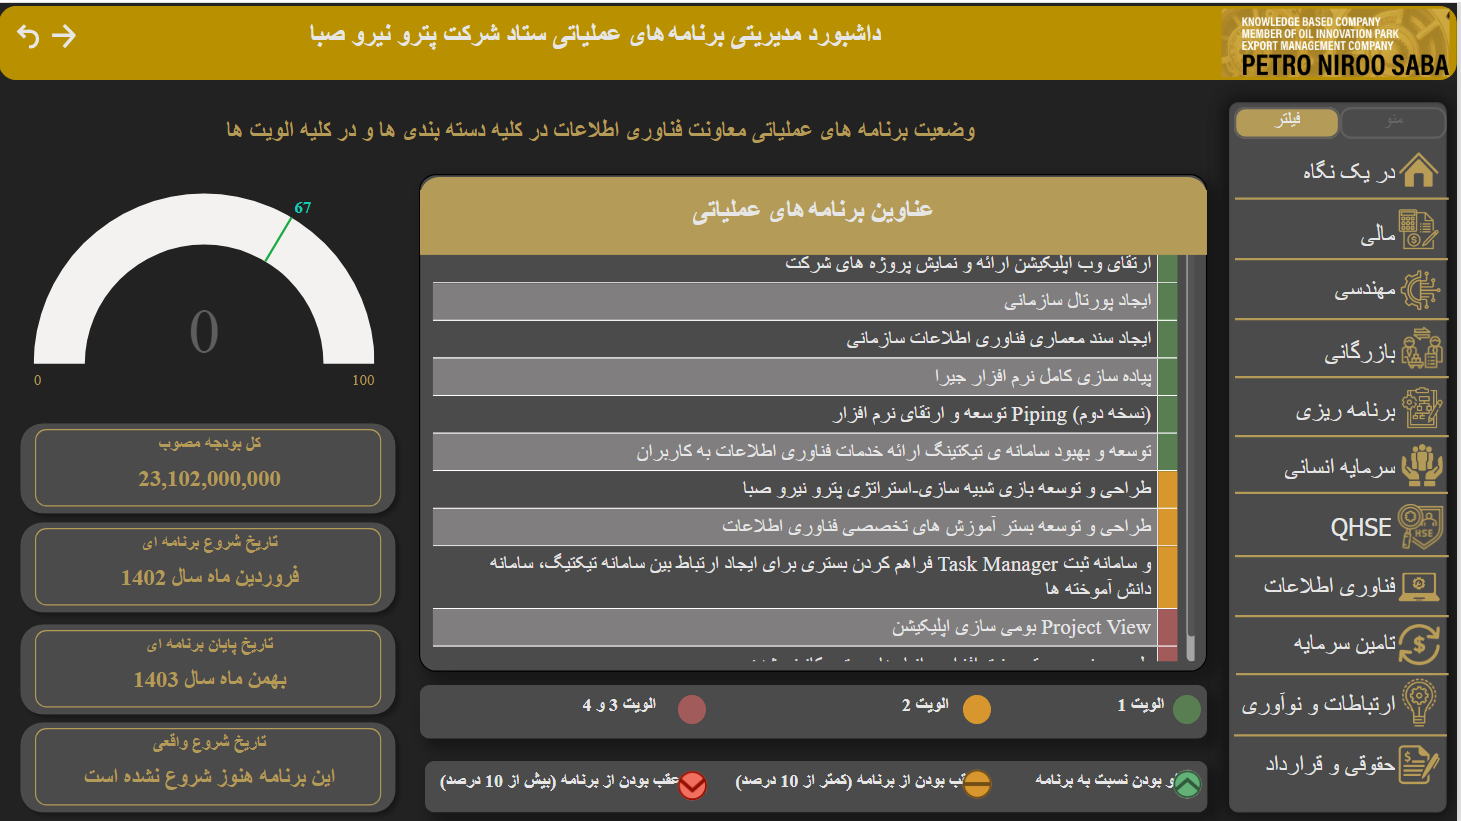 داشبورد مدیریتی برنامه های عملیاتی ستاد شرکت پترو نیرو صبا
KNOWLEDGE BASED COMPANY
MEMBER OF OIL INNOVATION PARK
EXPORT MANAGEMENT COMPANY
PETRO NIROO SABA
منو
فیلتر
در یک نگاه
مالی
مهندسی
بازرگانی
برنامه ریزی
سرمایه انسانی
QHSE
فناوری اطلاعات
تامین سرمایه
ارتباطات و نوآوری
حقوقی و قرارداد
وضعیت برنامه های عملیاتی معاونت فناوری اطلاعات در کلیه دسته بندی ها و در کلیه الویت ها
عناوین برنامه های عملیاتی
ارتقای وب اپلیکیشن ارائه و نمایش پروژه های شرکت
ایجاد پورتال سازمانی
ایجاد سند معماری فناوری اطلاعات سازمانی
پیاده سازی کامل نرم افزار جیرا
توسعه و ارتقای نرم افزار Piping (نسخه دوم)
توسعه و بهبود سامانه ی تیکتینگ ارائه خدمات فناوری اطلاعات به کاربران
طراحی و توسعه بازی شبیه سازی-استراتژی پترو نیرو صبا
طراحی و توسعه بستر آموزش های تخصصی فناوری اطلاعات
فراهم کردن بستری برای ایجاد ارتباط بین سامانه تیکتیگ، سامانه Task Manager و سامانه ثبت
دانش آموخته ها
بومی سازی اپلیکیشن Project View
الویت 1
الویت 2
الویت 3 و 4
و بودن نسبت به برنامه
ب بودن از برنامه (کمتر از 10 درصد)
عقب بودن از برنامه (بیش از 10 درصد)
67
0
0
100
کل بودجه مصوب
23,102,000,000
تاریخ شروع برنامه ای
فروردین ماه سال 1402
تاریخ پایان برنامه ای
بهمن ماه سال 1403
تاریخ شروع واقعی
این برنامه هنوز شروع نشده است